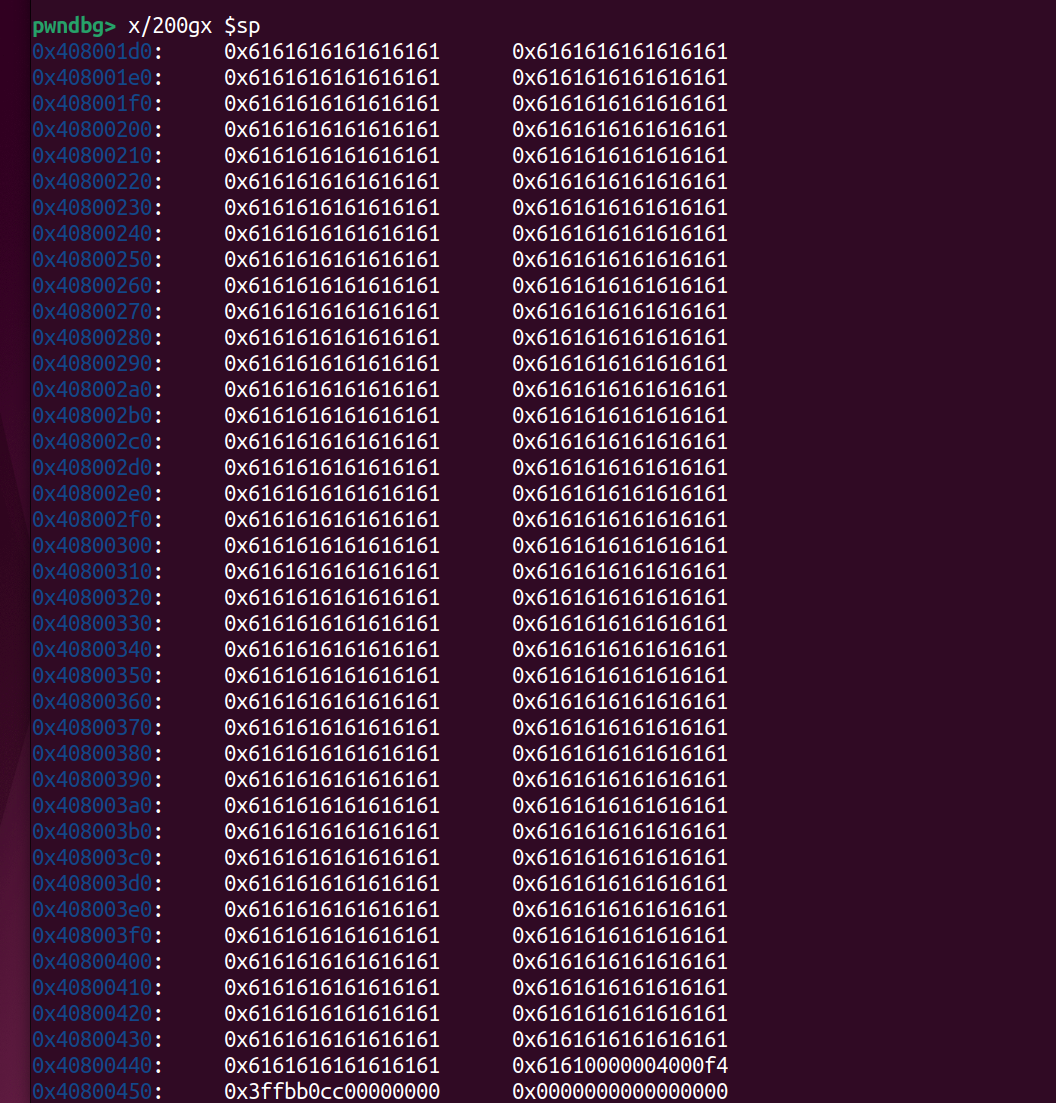 pwndbg> x/200gx $sp
0x408001d0: 0x6161616161616161 0x6161616161616161
0x408001e0: 0x6161616161616161 0x6161616161616161
0x408001f0: 0x6161616161616161 0x6161616161616161
0x40800200: 0x6161616161616161 0x6161616161616161
0x40800210: 0x6161616161616161 0x6161616161616161
0x40800220: 0x6161616161616161 0x6161616161616161
0x40800230: 0x6161616161616161 0x6161616161616161
0x40800240: 0x6161616161616161 0x6161616161616161
0x40800250: 0x6161616161616161 0x6161616161616161
0x40800260: 0x6161616161616161 0x6161616161616161
0x40800270: 0x6161616161616161 0x6161616161616161
0x40800280: 0x6161616161616161 0x6161616161616161
0x40800290: 0x6161616161616161 0x6161616161616161
0x408002a0: 0x6161616161616161 0x6161616161616161
0x408002b0: 0x6161616161616161 0x6161616161616161
0x408002c0: 0x6161616161616161 0x6161616161616161
0x408002d0: 0x6161616161616161 0x6161616161616161
0x408002e0: 0x6161616161616161 0x6161616161616161
0x408002f0: 0x6161616161616161 0x6161616161616161
0x40800300: 0x6161616161616161 0x6161616161616161
0x40800310: 0x6161616161616161 0x6161616161616161
0x40800320: 0x6161616161616161 0x6161616161616161
0x40800330: 0x6161616161616161 0x6161616161616161
0x40800340: 0x6161616161616161 0x6161616161616161
0x40800350: 0x6161616161616161 0x6161616161616161
0x40800360: 0x6161616161616161 0x6161616161616161
0x40800370: 0x6161616161616161 0x6161616161616161
0x40800380: 0x6161616161616161 0x6161616161616161
0x40800390: 0x6161616161616161 0x6161616161616161
0x408003a0: 0x6161616161616161 0x6161616161616161
0x408003b0: 0x6161616161616161 0x6161616161616161
0x408003c0: 0x6161616161616161 0x6161616161616161
0x408003d0: 0x6161616161616161 0x6161616161616161
0x408003e0: 0x6161616161616161 0x6161616161616161
0x408003f0: 0x6161616161616161 0x6161616161616161
0x40800400: 0x6161616161616161 0x6161616161616161
0x40800410: 0x6161616161616161 0x6161616161616161
0x40800420: 0x6161616161616161 0x6161616161616161
0x40800430: 0x6161616161616161 0x6161616161616161
0x40800440: 0x6161616161616161 0x61610000004000f4
0x40800450: 0x3ffbb0cc00000000 0x0000000000000000